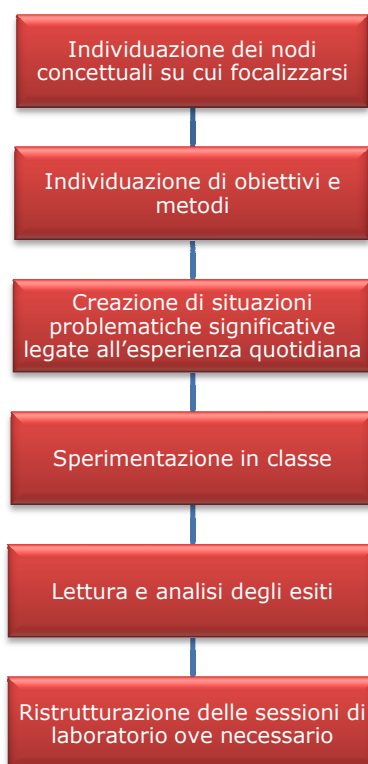 Individuazione dei nodi
concettuali su cui focalizzarsi
Individuazione di obiettivi e
metodi
Creazione di situazioni
problematiche significative
legate all’esperienza quotidiana
Sperimentazione in classe
Lettura e analisi degli esiti
Ristrutturazione delle sessioni di
laboratorio ove necessario